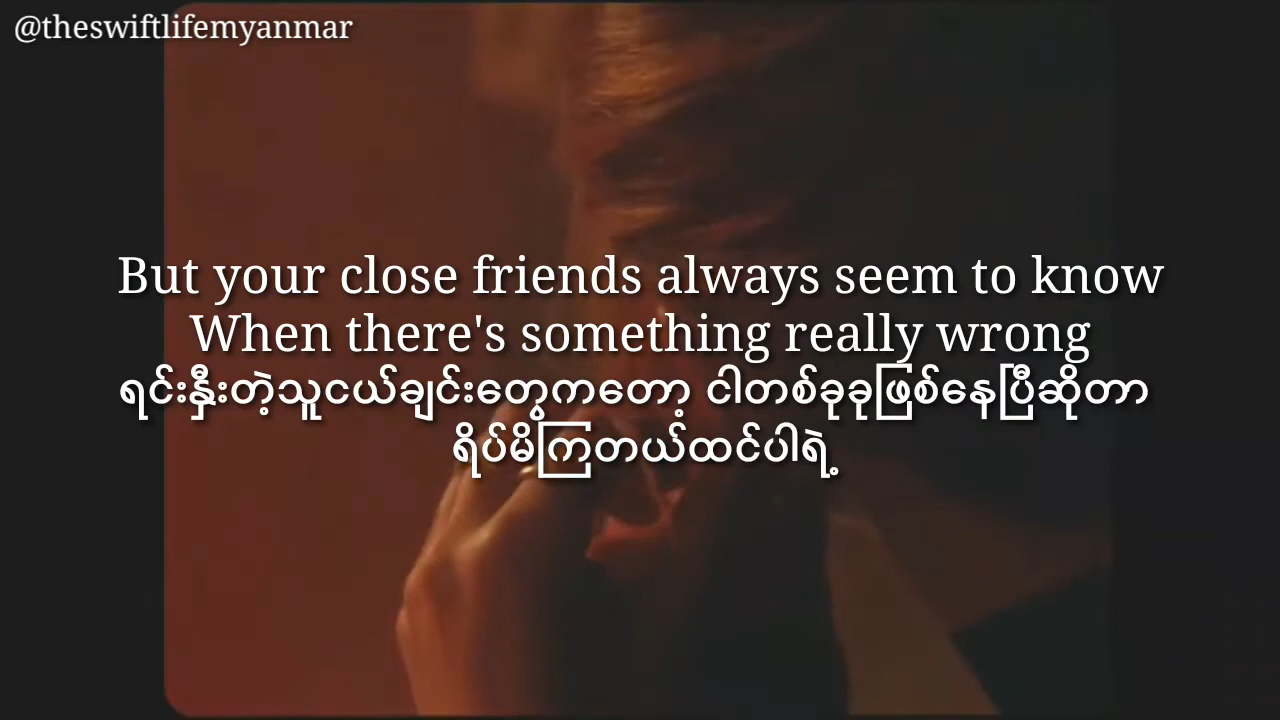 @theswiftlifemyanmar
But your close friends always seem to know
When there's something really wrong
ရင်းနှီးတဲ့သူငယ်ချင်းတွေကတော့ ငါတစ်ခုခုဖြစ်နေပြီဆိုတာ
ရိပ်မိကြတယ်ထင်ပါရဲ့